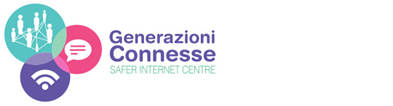 Generazioni
Connesse
SAFER INTERNET CENTRE